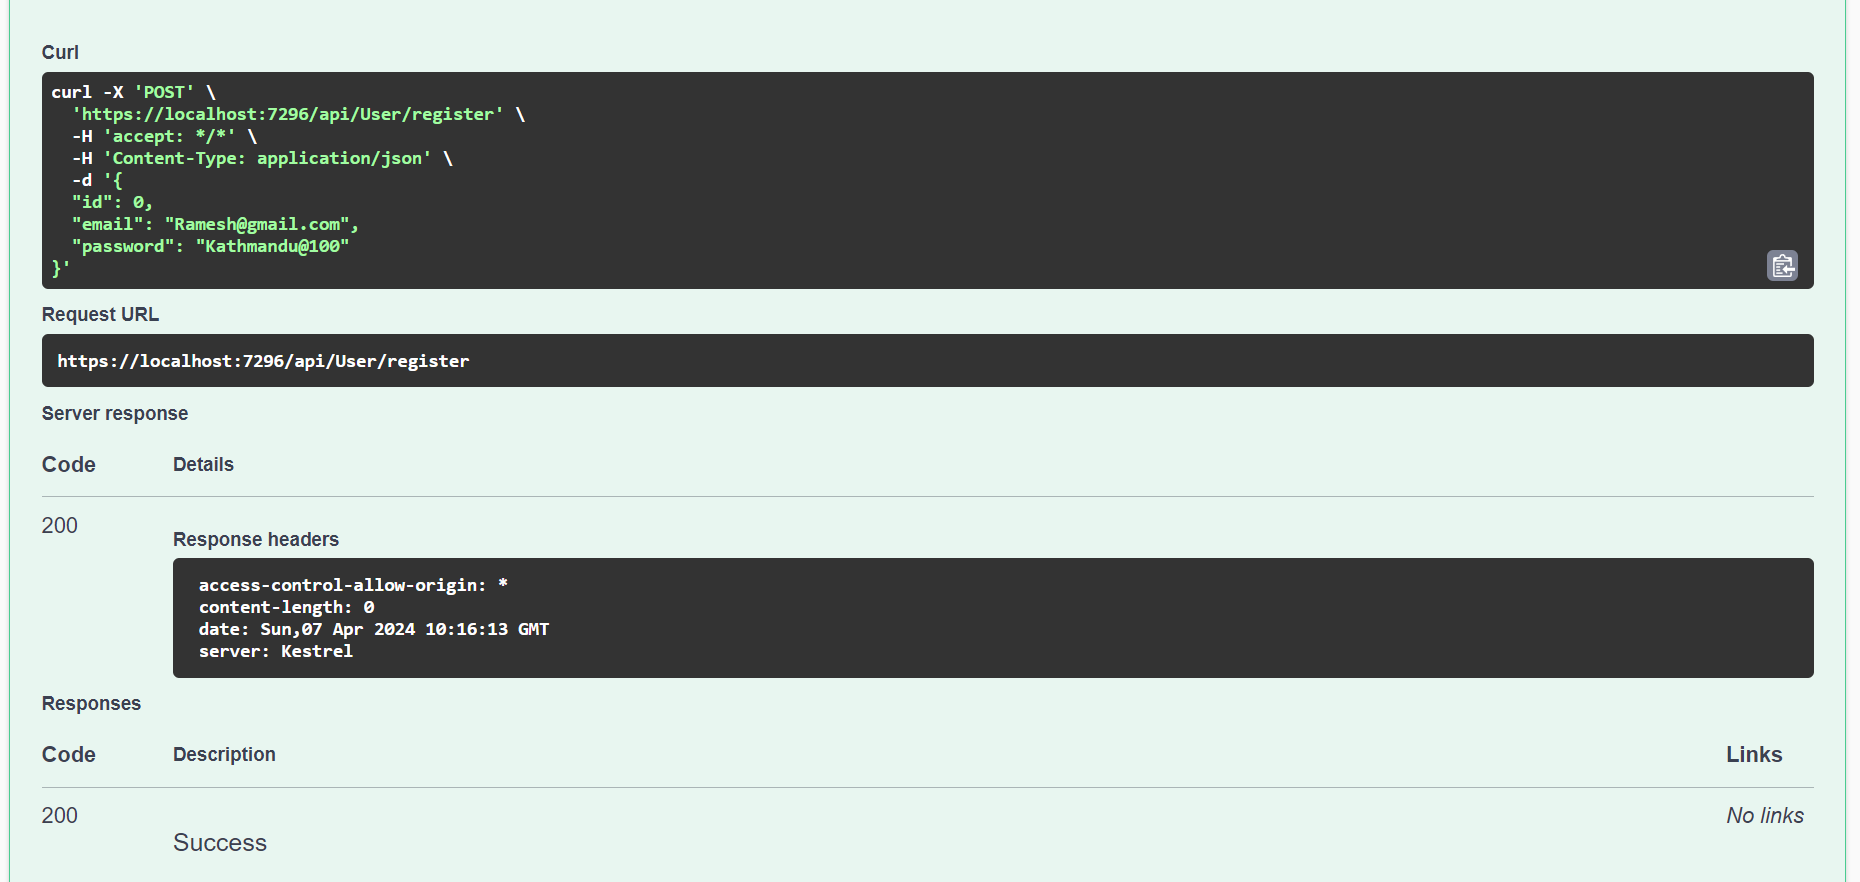 Curl
curl -X 'POST' \
  'https://localhost:7296/api/User/register' \
  -H 'accept: */*' \
  -H 'Content-Type: application/json' \
  -d '{
  "id": 0,
  "email": "Ramesh@gmail.com",
  "password": "Kathmandu@100"
}'
Request URL
https://localhost:7296/api/User/register
Server response
Code Details
200
Response headers
access-control-allow-origin: *
content-length: 0
date: Sun,07 Apr 2024 10:16:13 GMT
server: Kestrel
Responses
Code Description Links
200 No links
Success